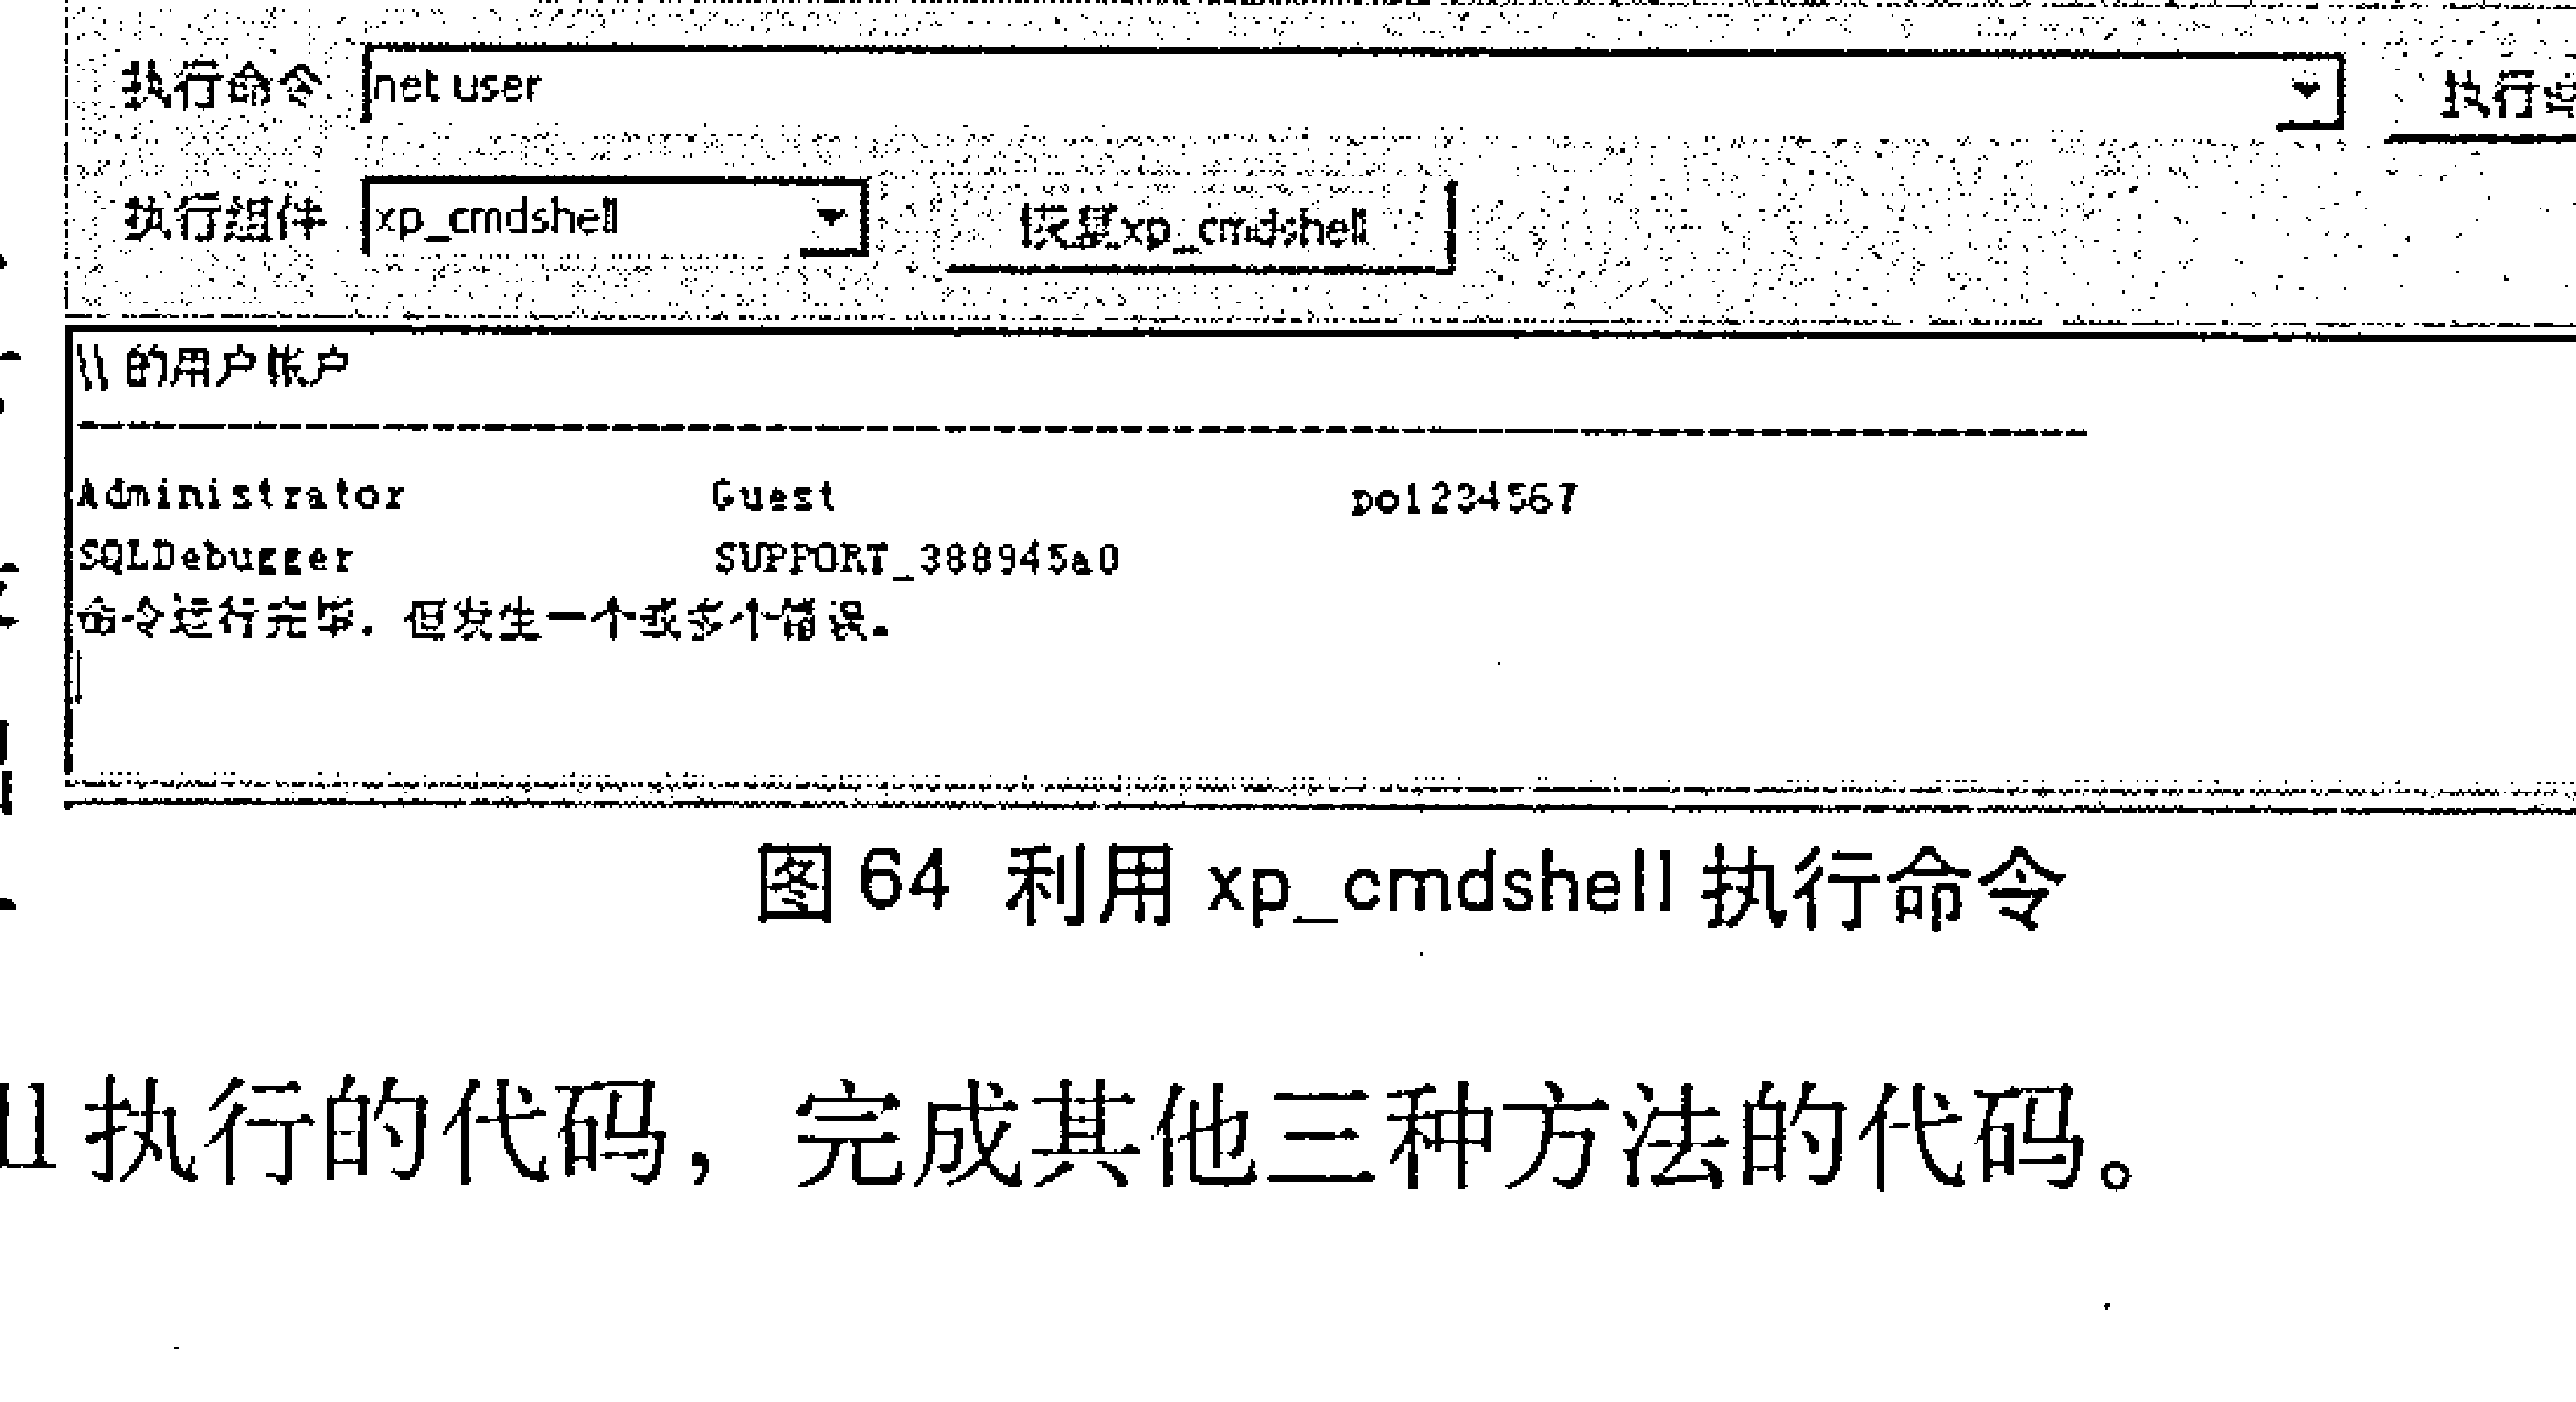 执行命令 net user 执行
执行组件 xp_cmdshell 恢复xp_cmdshell
\\ 的用户帐户
Administrator Guest po1234567
SQLDebugger SUPPORT_388945a0
命令运行完毕，但发生一个或多个错误。
图 64 利用 xp_cmdshell 执行命令
ll 执行的代码，完成其他三种方法的代码。